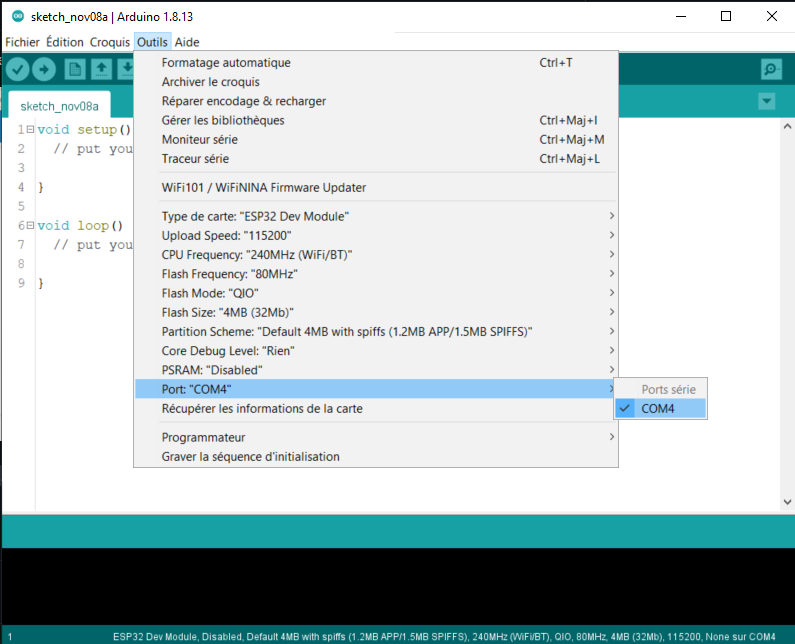 sketch_nov08a | Arduino 1.8.13
Fichier Édition Croquis Outils Aide
Formatage automatique Ctrl+T
Archiver le croquis
Réparer encodage & recharger
Gérer les bibliothèques Ctrl+Maj+I
Moniteur série Ctrl+Maj+M
Traceur série Ctrl+Maj+L
WiFi101 / WiFiNINA Firmware Updater
Type de carte: "ESP32 Dev Module"
Upload Speed: "115200"
CPU Frequency: "240MHz (WiFi/BT)"
Flash Frequency: "80MHz"
Flash Mode: "QIO"
Flash Size: "4MB (32Mb)"
Partition Scheme: "Default 4MB with spiffs (1.2MB APP/1.5MB SPIFFS)"
Core Debug Level: "Rien"
PSRAM: "Disabled"
Port: "COM4"
Récupérer les informations de la carte
Programmateur
Graver la séquence d'initialisation
Ports série
COM4
sketch_nov08a
1 void setup()
2 // put you
3
4 }
5
6 void loop()
7 // put you
8
9 }
1 ESP32 Dev Module, Disabled, Default 4MB with spiffs (1.2MB APP/1.5MB SPIFFS), 240MHz (WiFi/BT), QIO, 80MHz, 4MB (32Mb), 115200, None sur COM4